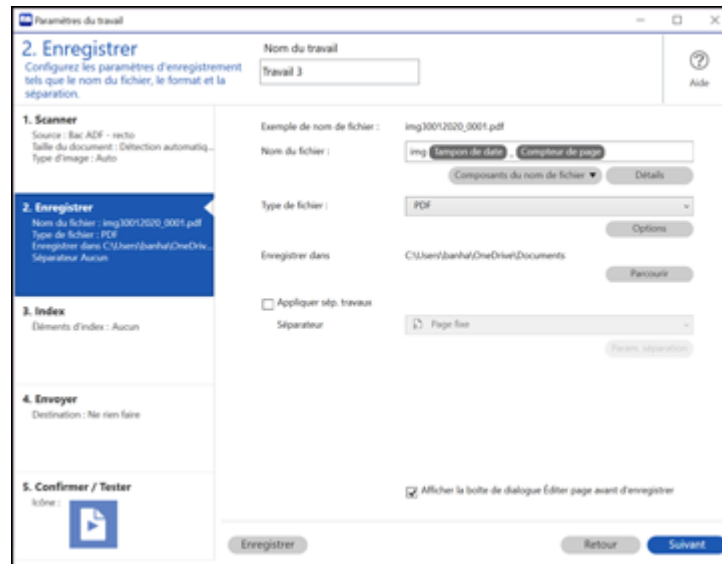 Paramètres du travail
2. Enregistrer
Configurez les paramètres d'enregistrement
tels que le nom du fichier, le format et la
séparation.
Nom du travail
Travail 3
Aide
1. Scanner
Source : Bac ADF - recto
Taille du document : Détection automatiq...
Type d'image : Auto
2. Enregistrer
Nom du fichier : img30012020_0001.pdf
Type de fichier : PDF
Enregistrer dans C:\Users\banha\OneDriv...
Séparateur Aucun
3. Index
Éléments d'index : Aucun
4. Envoyer
Destination : Ne rien faire
5. Confirmer / Tester
Icône :
Exemple de nom de fichier : img30012020_0001.pdf
Nom du fichier : img Tampon de date _ Compteur de page
Composants du nom de fichier Détails
Type de fichier : PDF
Options
Enregistrer dans C:\Users\banha\OneDrive\Documents
Parcourir
Appliquer sép. travaux
Séparateur Page fixe
Param. séparation
Afficher la boîte de dialogue Éditer page avant d'enregistrer
Enregistrer Retour Suivant